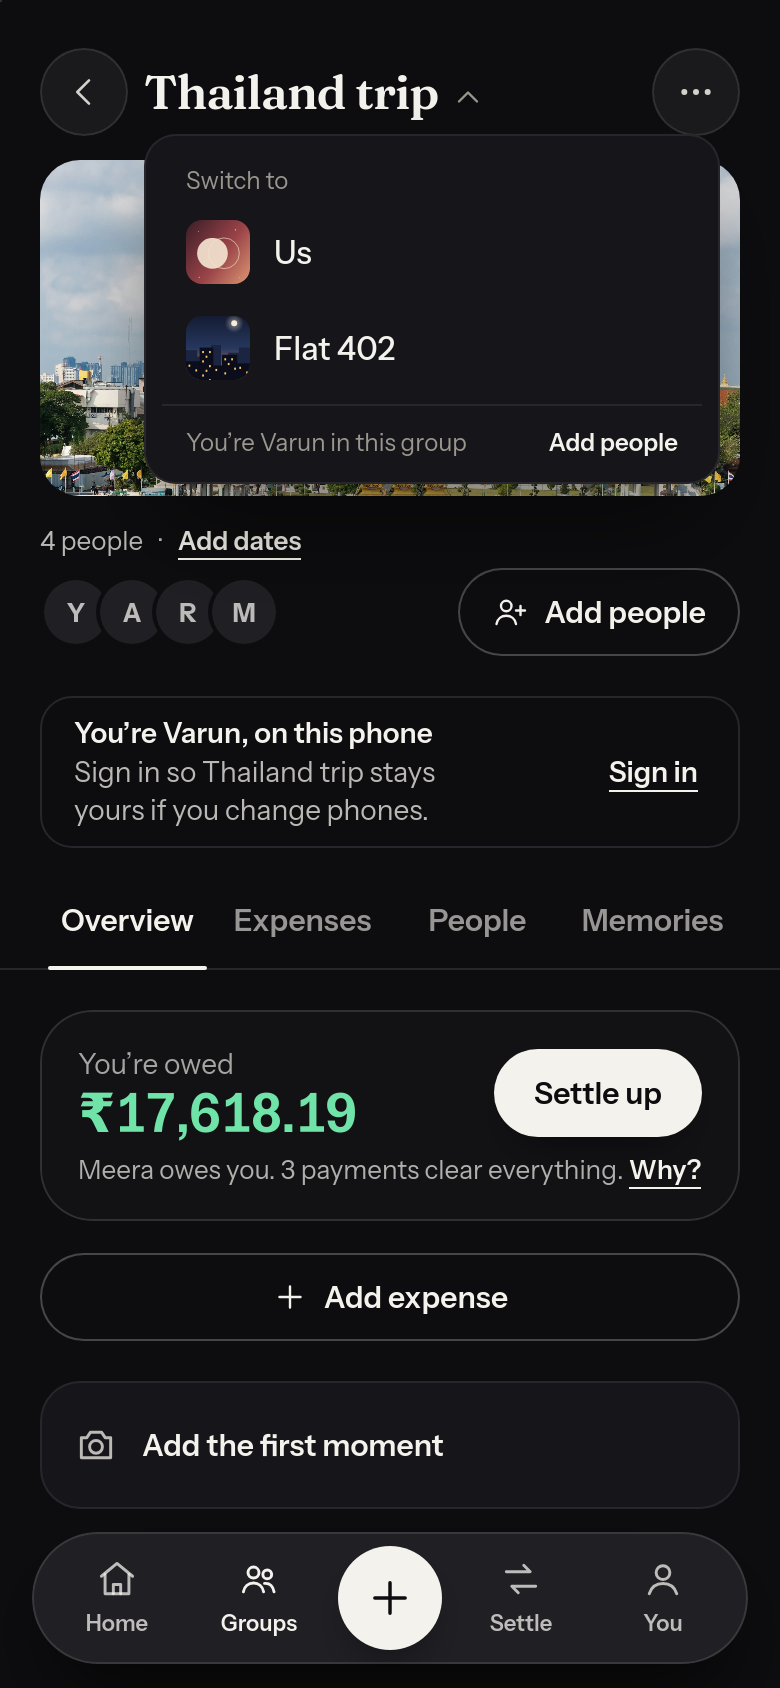 Thailand trip
Switch to
Us
Flat 402
You’re Varun in this group
Add people
4 people · Add dates
Y A R M
Add people
You’re Varun, on this phone
Sign in so Thailand trip stays
yours if you change phones.
Sign in
Overview Expenses People Memories
You’re owed
₹17,618.19
Settle up
Meera owes you. 3 payments clear everything. Why?
Add expense
Add the first moment
Home Groups Settle You